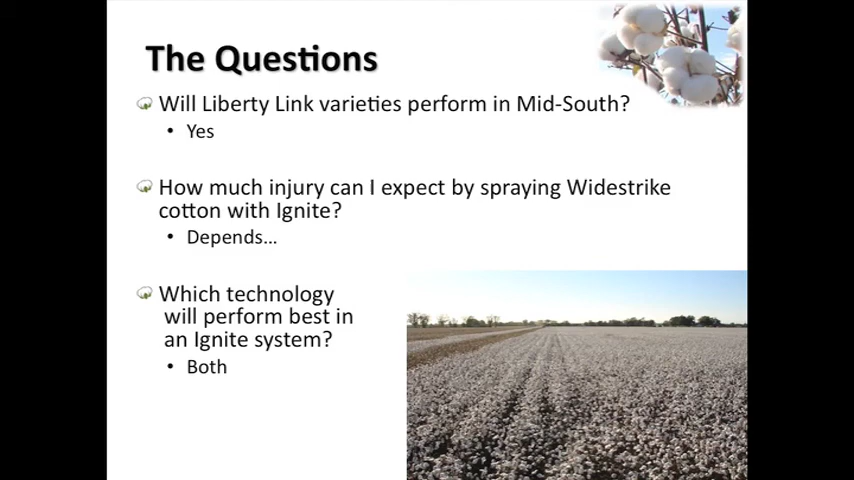 The Questions
Will Liberty Link varieties perform in Mid-South?
• Yes
How much injury can I expect by spraying Widestrike
cotton with Ignite?
• Depends...
Which technology
will perform best in
an Ignite system?
• Both